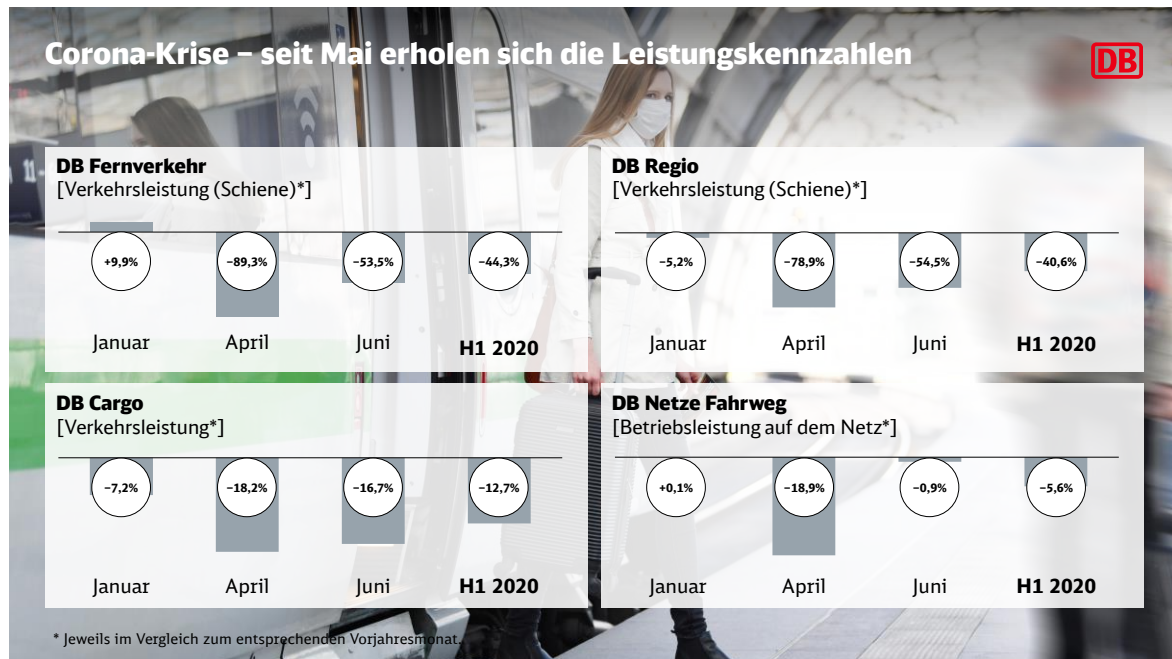 Corona-Krise – seit Mai erholen sich die Leistungskennzahlen
DB
11
DB Fernverkehr
[Verkehrsleistung (Schiene)*]
+9,9%
−89,3%
−53,5%
−44,3%
Januar
April
Juni
H1 2020
DB Regio
[Verkehrsleistung (Schiene)*]
−5,2%
−78,9%
−54,5%
−40,6%
Januar
April
Juni
H1 2020
DB Cargo
[Verkehrsleistung*]
−7,2%
−18,2%
−16,7%
−12,7%
Januar
April
Juni
H1 2020
DB Netze Fahrweg
[Betriebsleistung auf dem Netz*]
+0,1%
−18,9%
−0,9%
−5,6%
Januar
April
Juni
H1 2020
* Jeweils im Vergleich zum entsprechenden Vorjahresmonat.